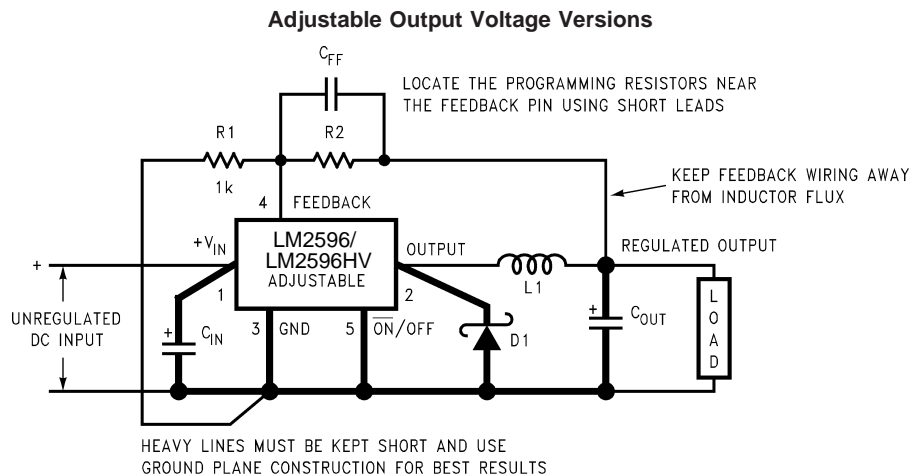 Adjustable Output Voltage Versions
CFF
LOCATE THE PROGRAMMING RESISTORS NEAR
THE FEEDBACK PIN USING SHORT LEADS
R1
R2
1k
4
FEEDBACK
KEEP FEEDBACK WIRING AWAY
FROM INDUCTOR FLUX
+VIN
LM2596/
LM2596HV
ADJUSTABLE
OUTPUT
REGULATED OUTPUT
+
1
2
L1
UNREGULATED
DC INPUT
+
CIN
3
GND
5
ON/OFF
D1
+
COUT
LOAD
HEAVY LINES MUST BE KEPT SHORT AND USE
GROUND PLANE CONSTRUCTION FOR BEST RESULTS